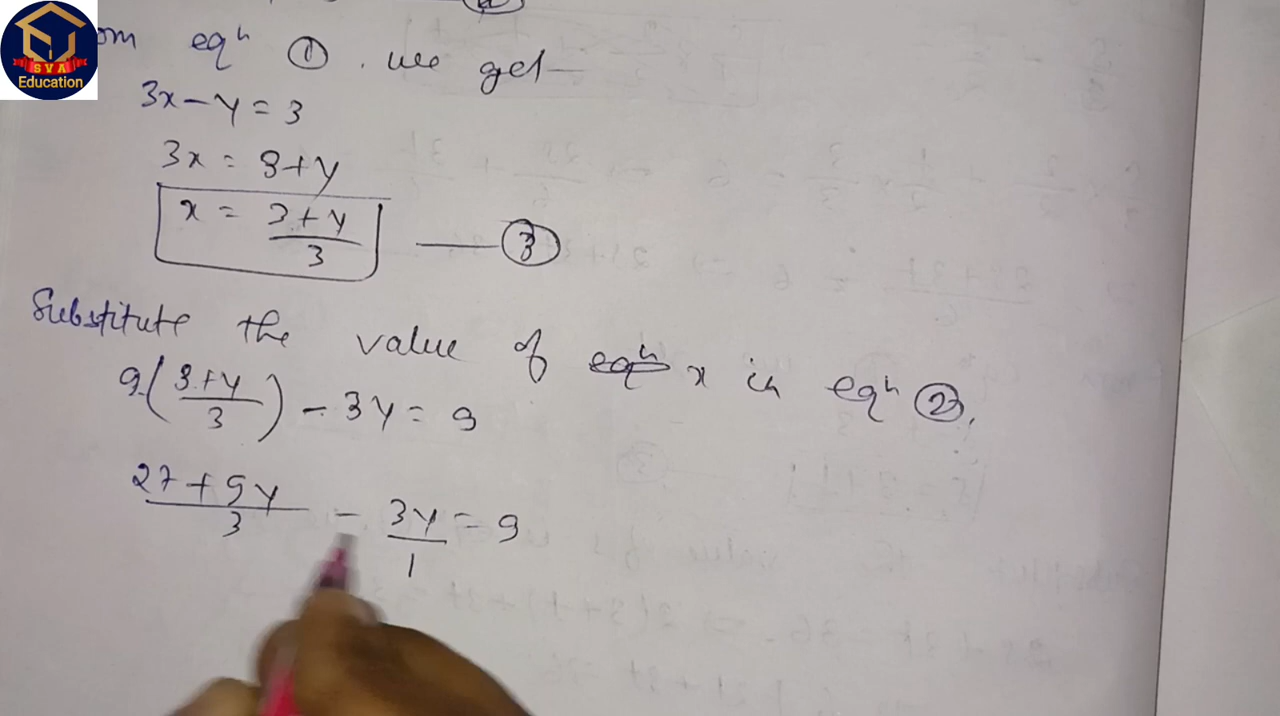 SVA
Education
om eqn ① . we get —
3x - y = 3
3x = 3 + y
x = (3 + y)/3 —— ③
Substitute the value of x in eqn ②.
9((3 + y)/3) - 3y = 9
(27 + 9y)/3 - 3y/1 = 9